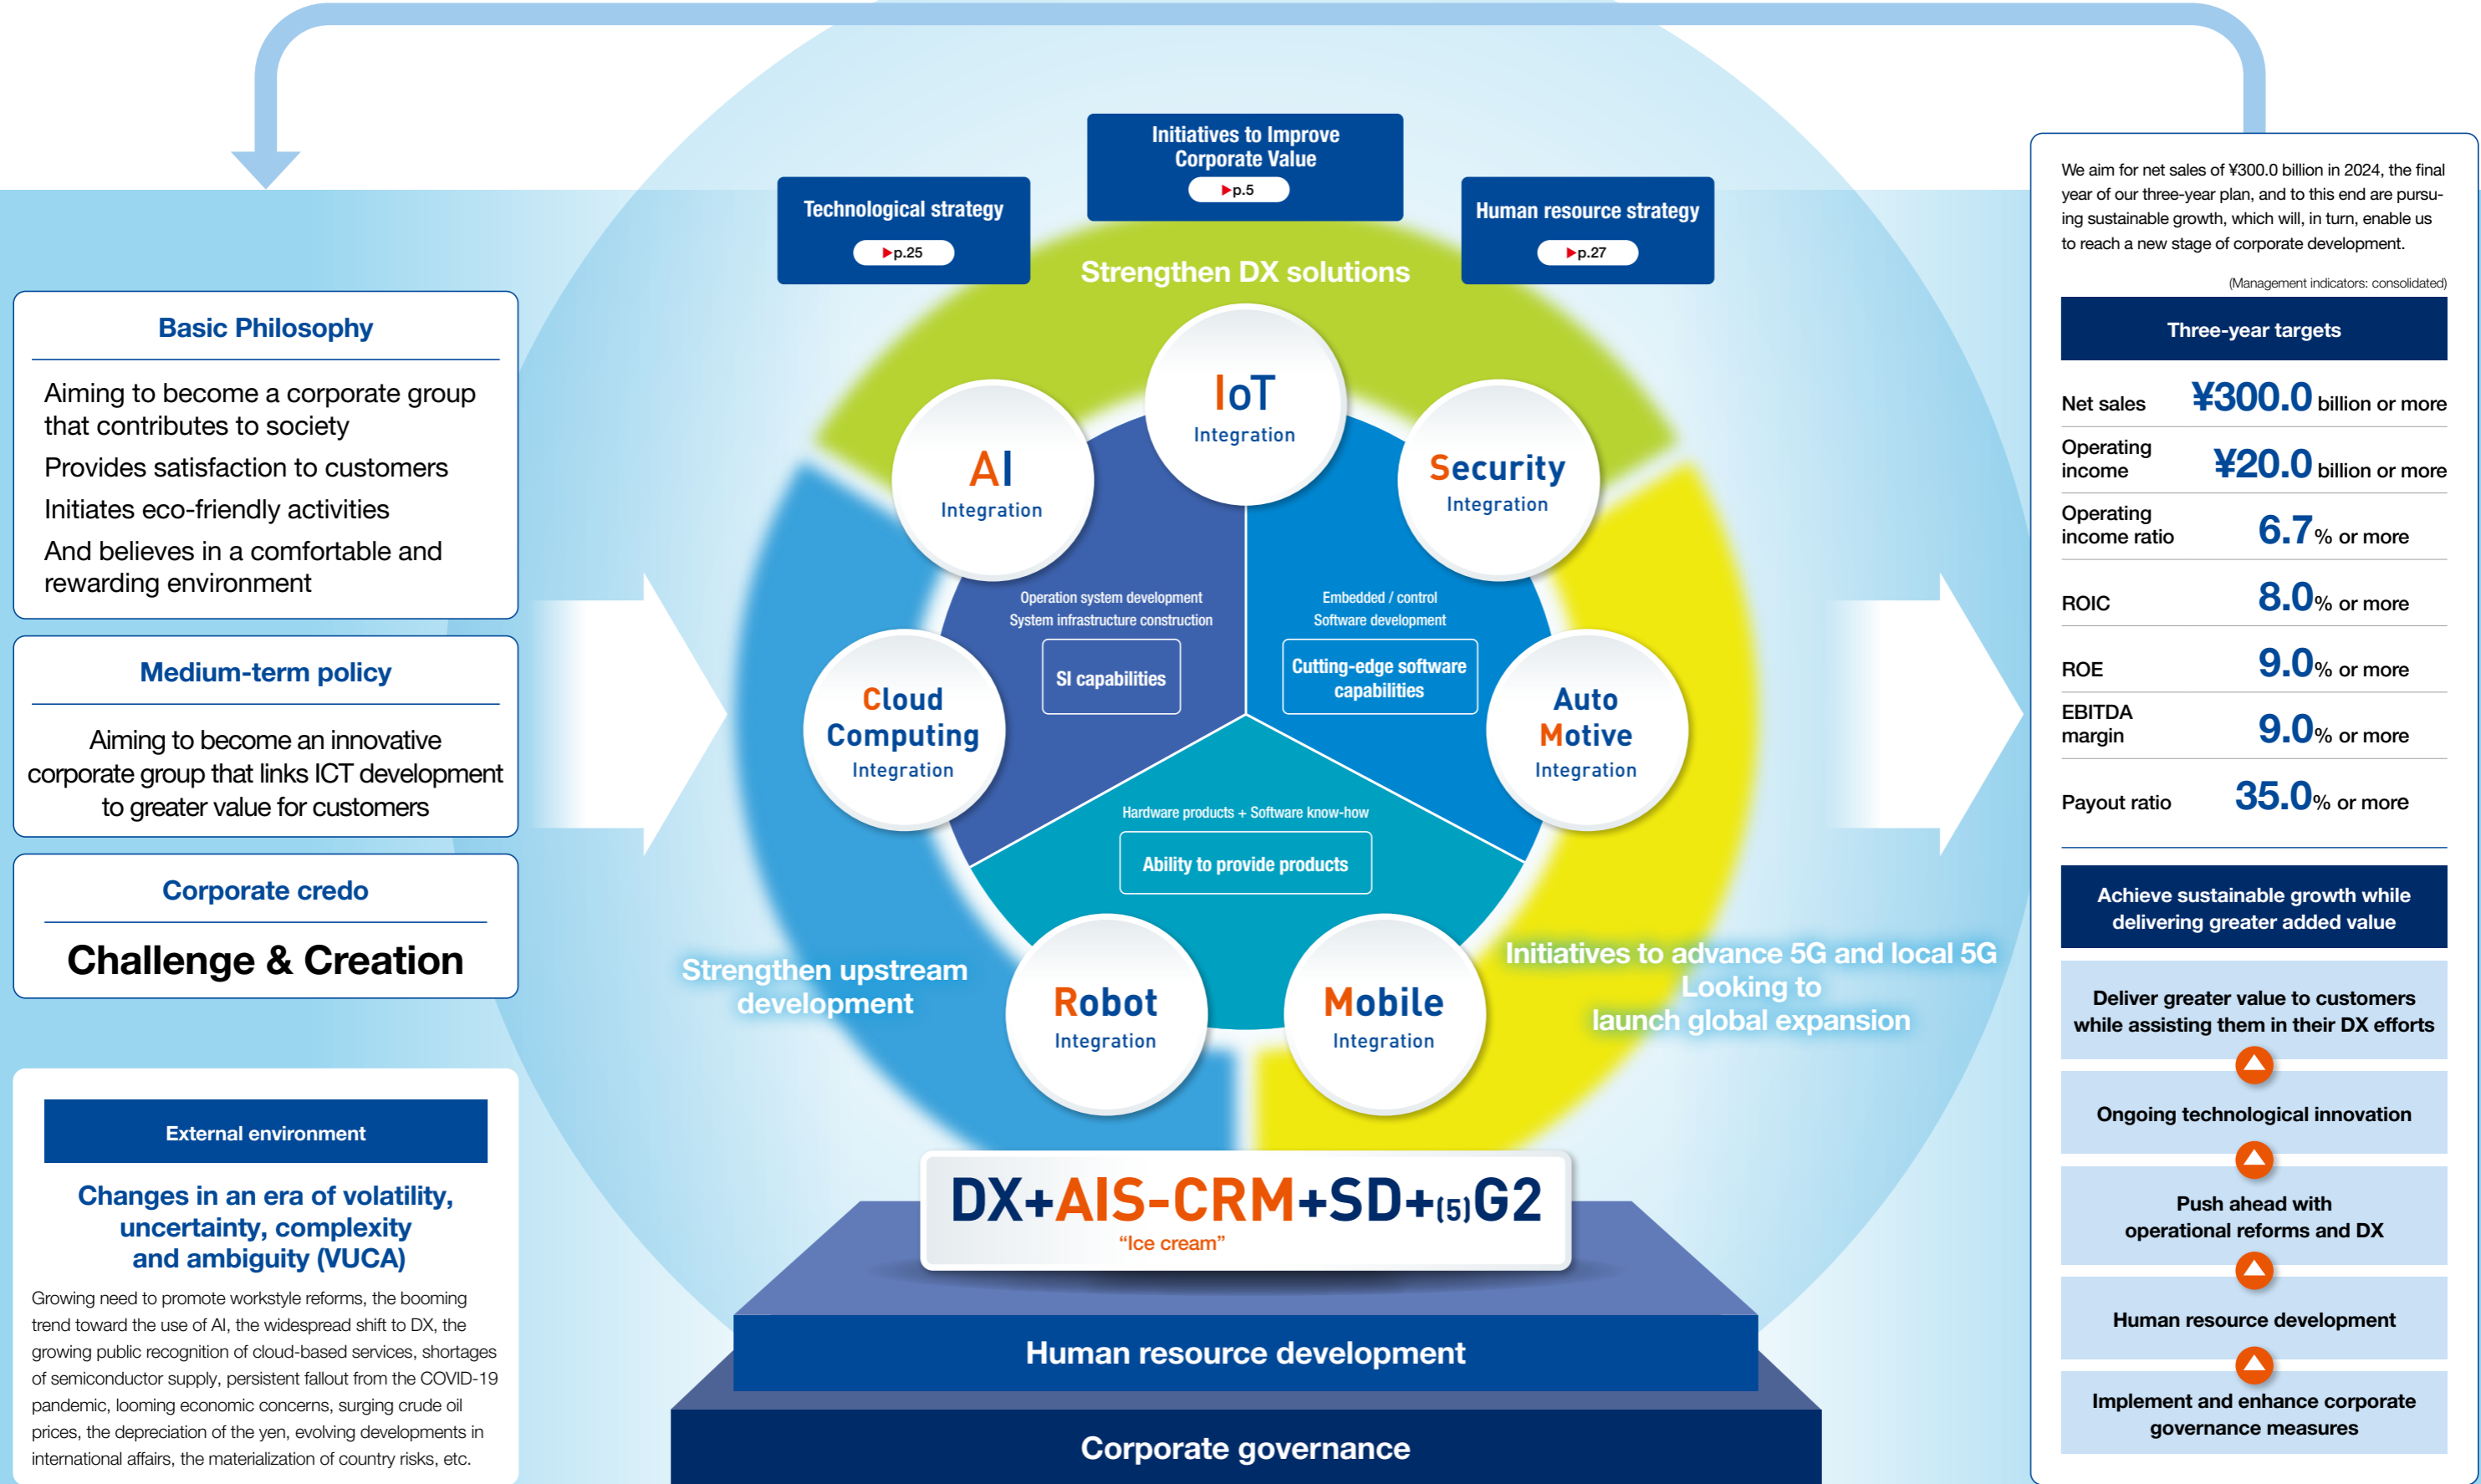 Basic Philosophy
Aiming to become a corporate group
that contributes to society
Provides satisfaction to customers
Initiates eco-friendly activities
And believes in a comfortable and
rewarding environment
Medium-term policy
Aiming to become an innovative
corporate group that links ICT development
to greater value for customers
Corporate credo
Challenge & Creation
External environment
Changes in an era of volatility,
uncertainty, complexity
and ambiguity (VUCA)
Growing need to promote workstyle reforms, the booming
trend toward the use of AI, the widespread shift to DX, the
growing public recognition of cloud-based services, shortages
of semiconductor supply, persistent fallout from the COVID-19
pandemic, looming economic concerns, surging crude oil
prices, the depreciation of the yen, evolving developments in
international affairs, the materialization of country risks, etc.
Technological strategy
▶p.25
Initiatives to Improve
Corporate Value
▶p.5
Human resource strategy
▶p.27
Strengthen DX solutions
IoT
Integration
AI
Integration
Security
Integration
Operation system development
System infrastructure construction
SI capabilities
Embedded / control
Software development
Cutting-edge software
capabilities
Cloud
Computing
Integration
Auto
Motive
Integration
Hardware products + Software know-how
Ability to provide products
Strengthen upstream
development
Robot
Integration
Mobile
Integration
Initiatives to advance 5G and local 5G
Looking to
launch global expansion
DX+AIS-CRM+SD+(5)G2
“Ice cream”
Human resource development
Corporate governance
We aim for net sales of ¥300.0 billion in 2024, the final
year of our three-year plan, and to this end are pursu-
ing sustainable growth, which will, in turn, enable us
to reach a new stage of corporate development.
(Management indicators: consolidated)
Three-year targets
Net sales ¥300.0 billion or more
Operating
income ¥20.0 billion or more
Operating
income ratio 6.7% or more
ROIC 8.0% or more
ROE 9.0% or more
EBITDA
margin 9.0% or more
Payout ratio 35.0% or more
Achieve sustainable growth while
delivering greater added value
Deliver greater value to customers
while assisting them in their DX efforts
Ongoing technological innovation
Push ahead with
operational reforms and DX
Human resource development
Implement and enhance corporate
governance measures